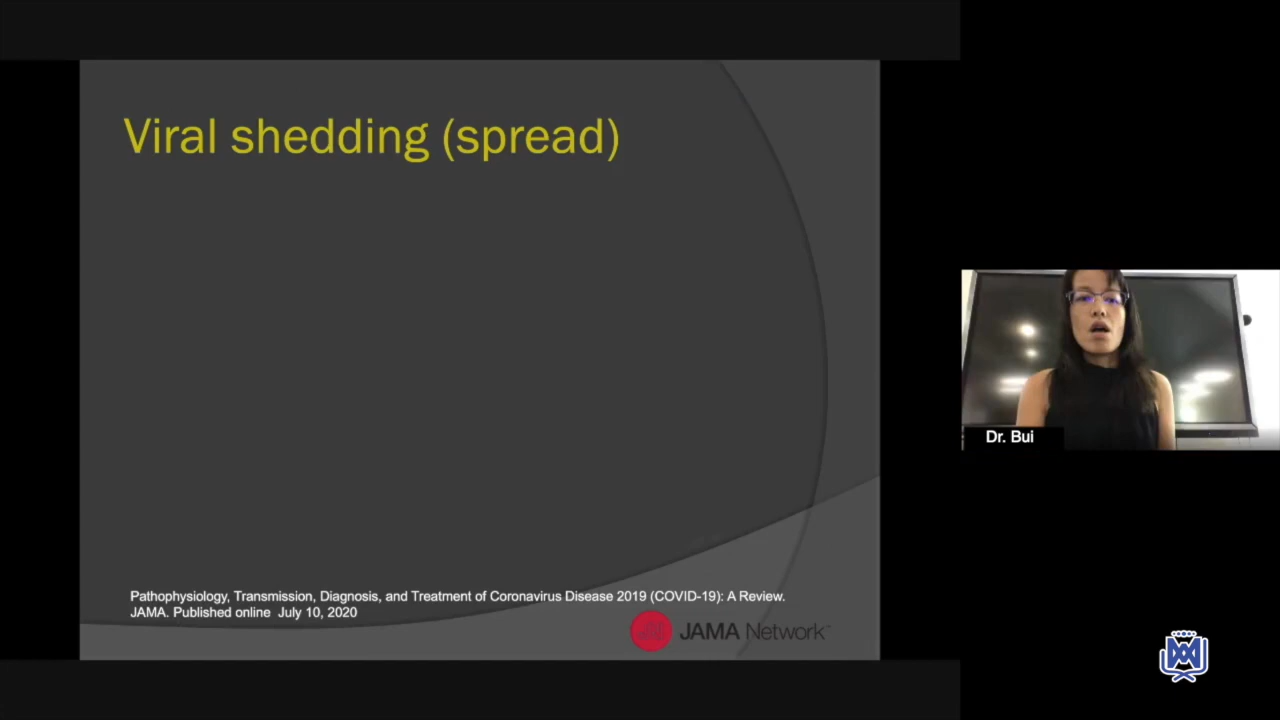 Viral shedding (spread)
Pathophysiology, Transmission, Diagnosis, and Treatment of Coronavirus Disease 2019 (COVID-19): A Review.
JAMA. Published online July 10, 2020
JAMA Network™
Dr. Bui